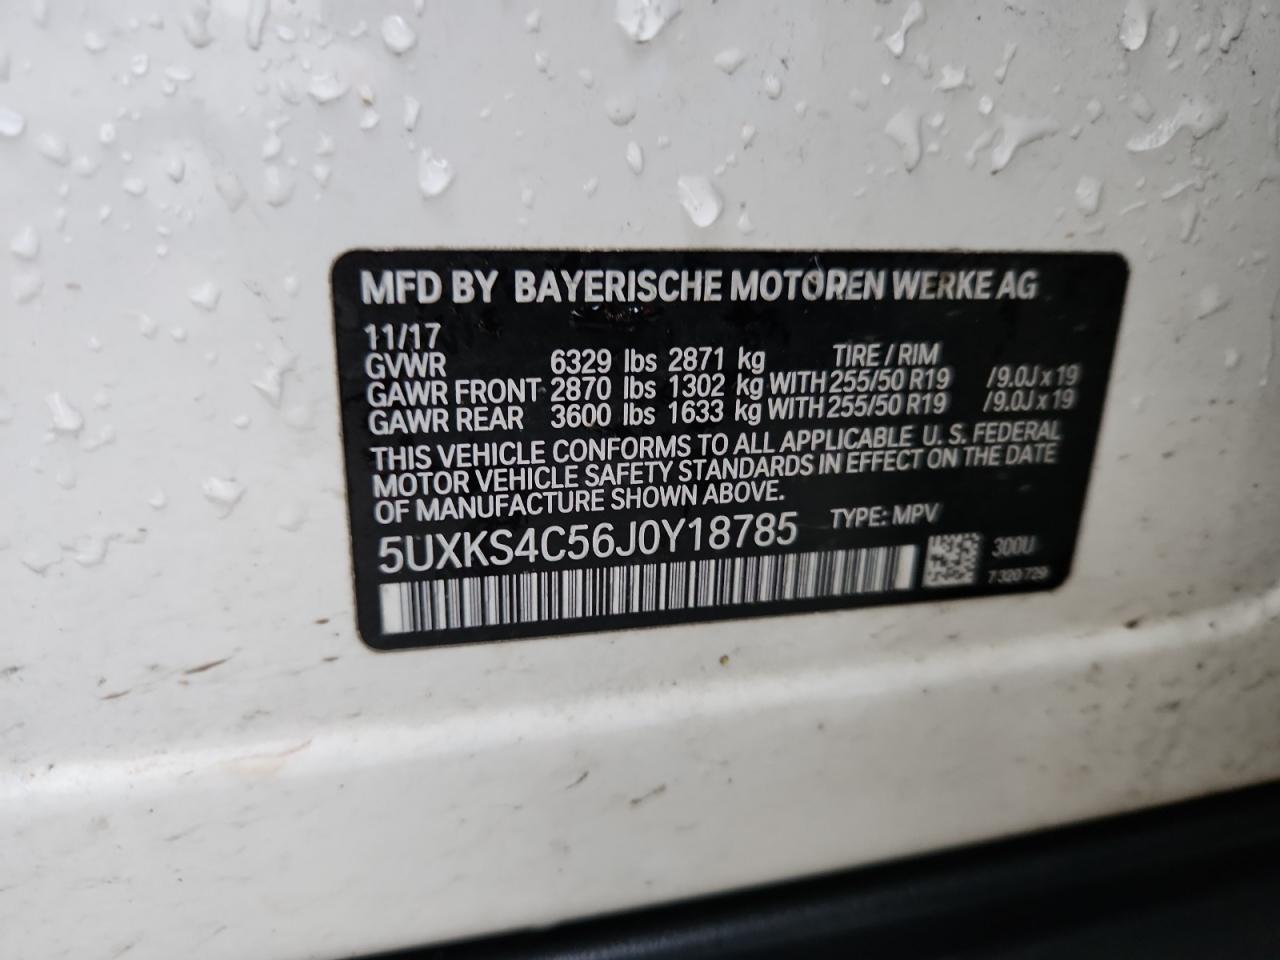 MFD BY BAYERISCHE MOTOREN WERKE AG
11/17
GVWR 6329 lbs 2871 kg TIRE / RIM
GAWR FRONT 2870 lbs 1302 kg WITH 255/50 R19 /9.0J x 19
GAWR REAR 3600 lbs 1633 kg WITH 255/50 R19 /9.0J x 19
THIS VEHICLE CONFORMS TO ALL APPLICABLE U. S. FEDERAL
MOTOR VEHICLE SAFETY STANDARDS IN EFFECT ON THE DATE
OF MANUFACTURE SHOWN ABOVE.
5UXKS4C56J0Y18785 TYPE: MPV
300U